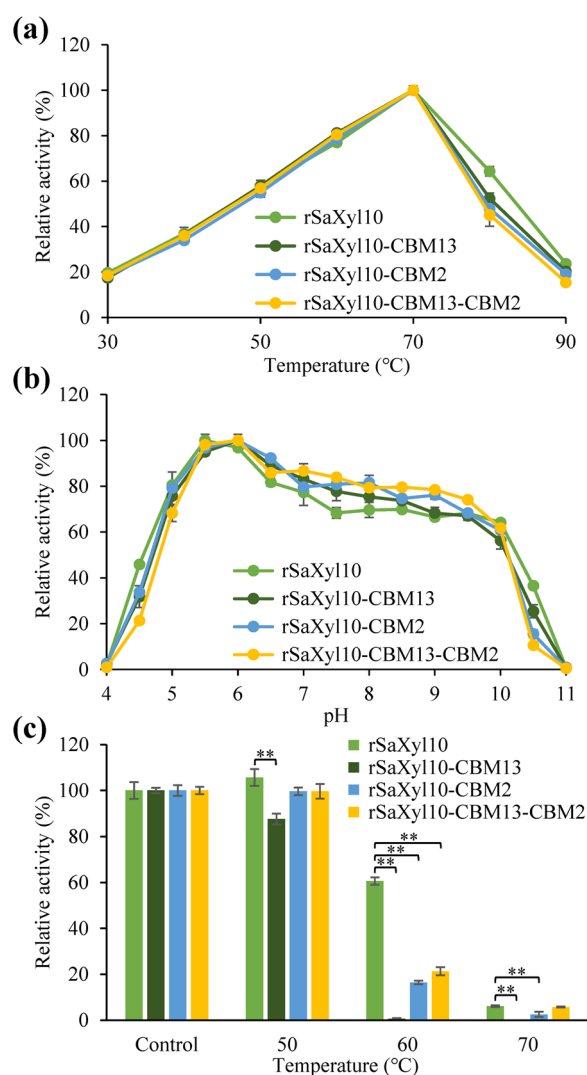 (a)
120
100
80
60
40
20
0
Relative activity (%)
rSaXyl10
rSaXyl10-CBM13
rSaXyl10-CBM2
rSaXyl10-CBM13-CBM2
30 50 70 90
Temperature (℃)
(b)
120
100
80
60
40
20
0
Relative activity (%)
rSaXyl10
rSaXyl10-CBM13
rSaXyl10-CBM2
rSaXyl10-CBM13-CBM2
4 5 6 7 8 9 10 11
pH
(c)
120
100
80
60
40
20
0
Relative activity (%)
rSaXyl10
rSaXyl10-CBM13
rSaXyl10-CBM2
rSaXyl10-CBM13-CBM2
**
**
**
**
**
**
Control 50 60 70
Temperature (℃)